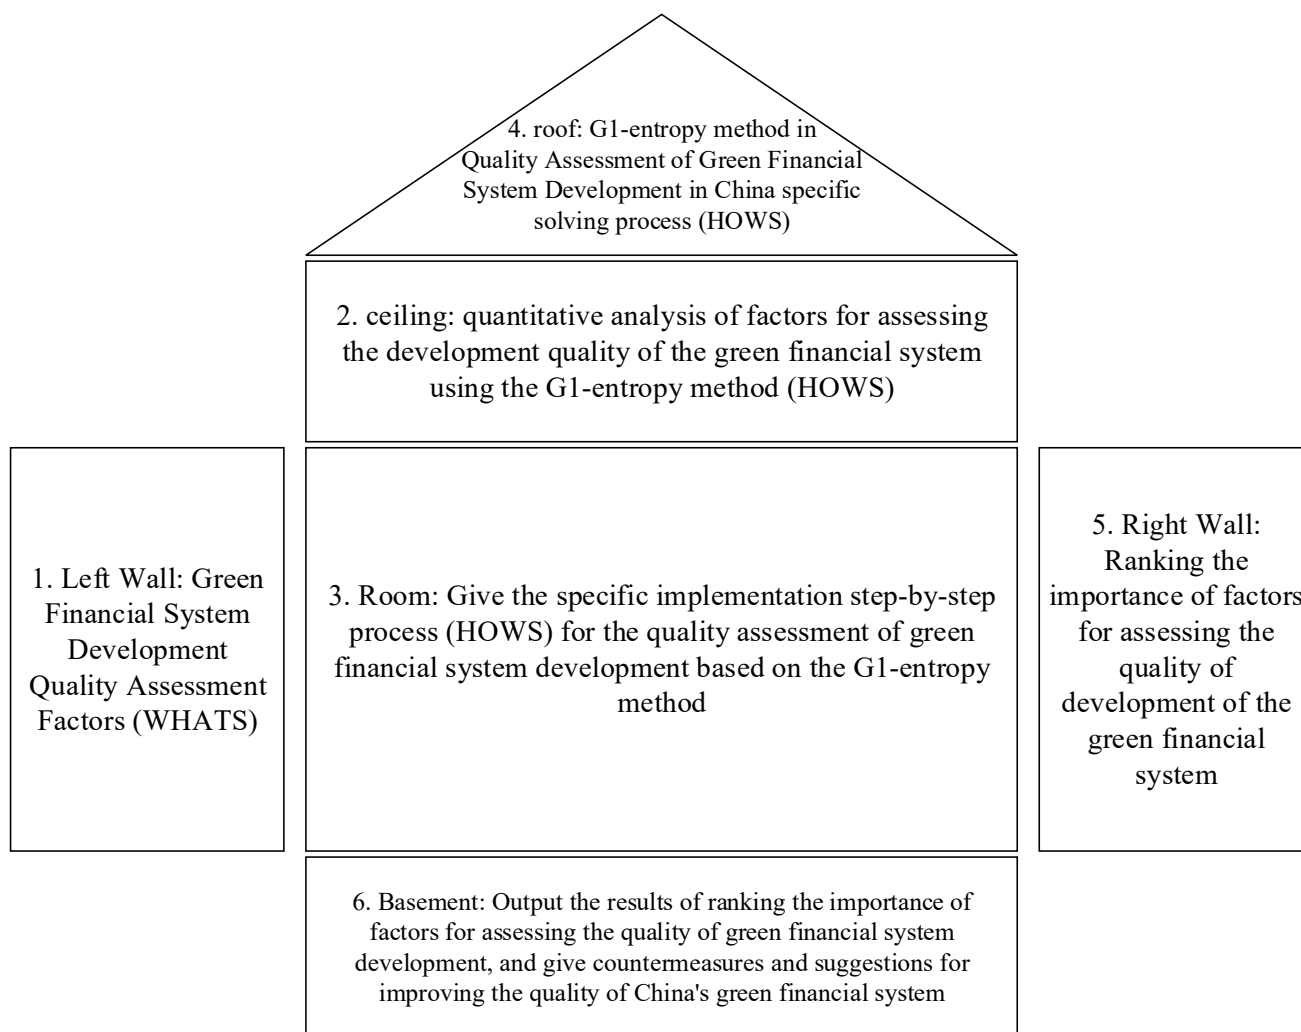 4. roof: G1-entropy method in
Quality Assessment of Green Financial
System Development in China specific
solving process (HOWS)
2. ceiling: quantitative analysis of factors for assessing
the development quality of the green financial system
using the G1-entropy method (HOWS)
1. Left Wall: Green
Financial System
Development
Quality Assessment
Factors (WHATS)
3. Room: Give the specific implementation step-by-step
process (HOWS) for the quality assessment of green
financial system development based on the G1-entropy
method
5. Right Wall:
Ranking the
importance of factors
for assessing the
quality of
development of the
green financial
system
6. Basement: Output the results of ranking the importance of
factors for assessing the quality of green financial system
development, and give countermeasures and suggestions for
improving the quality of China's green financial system